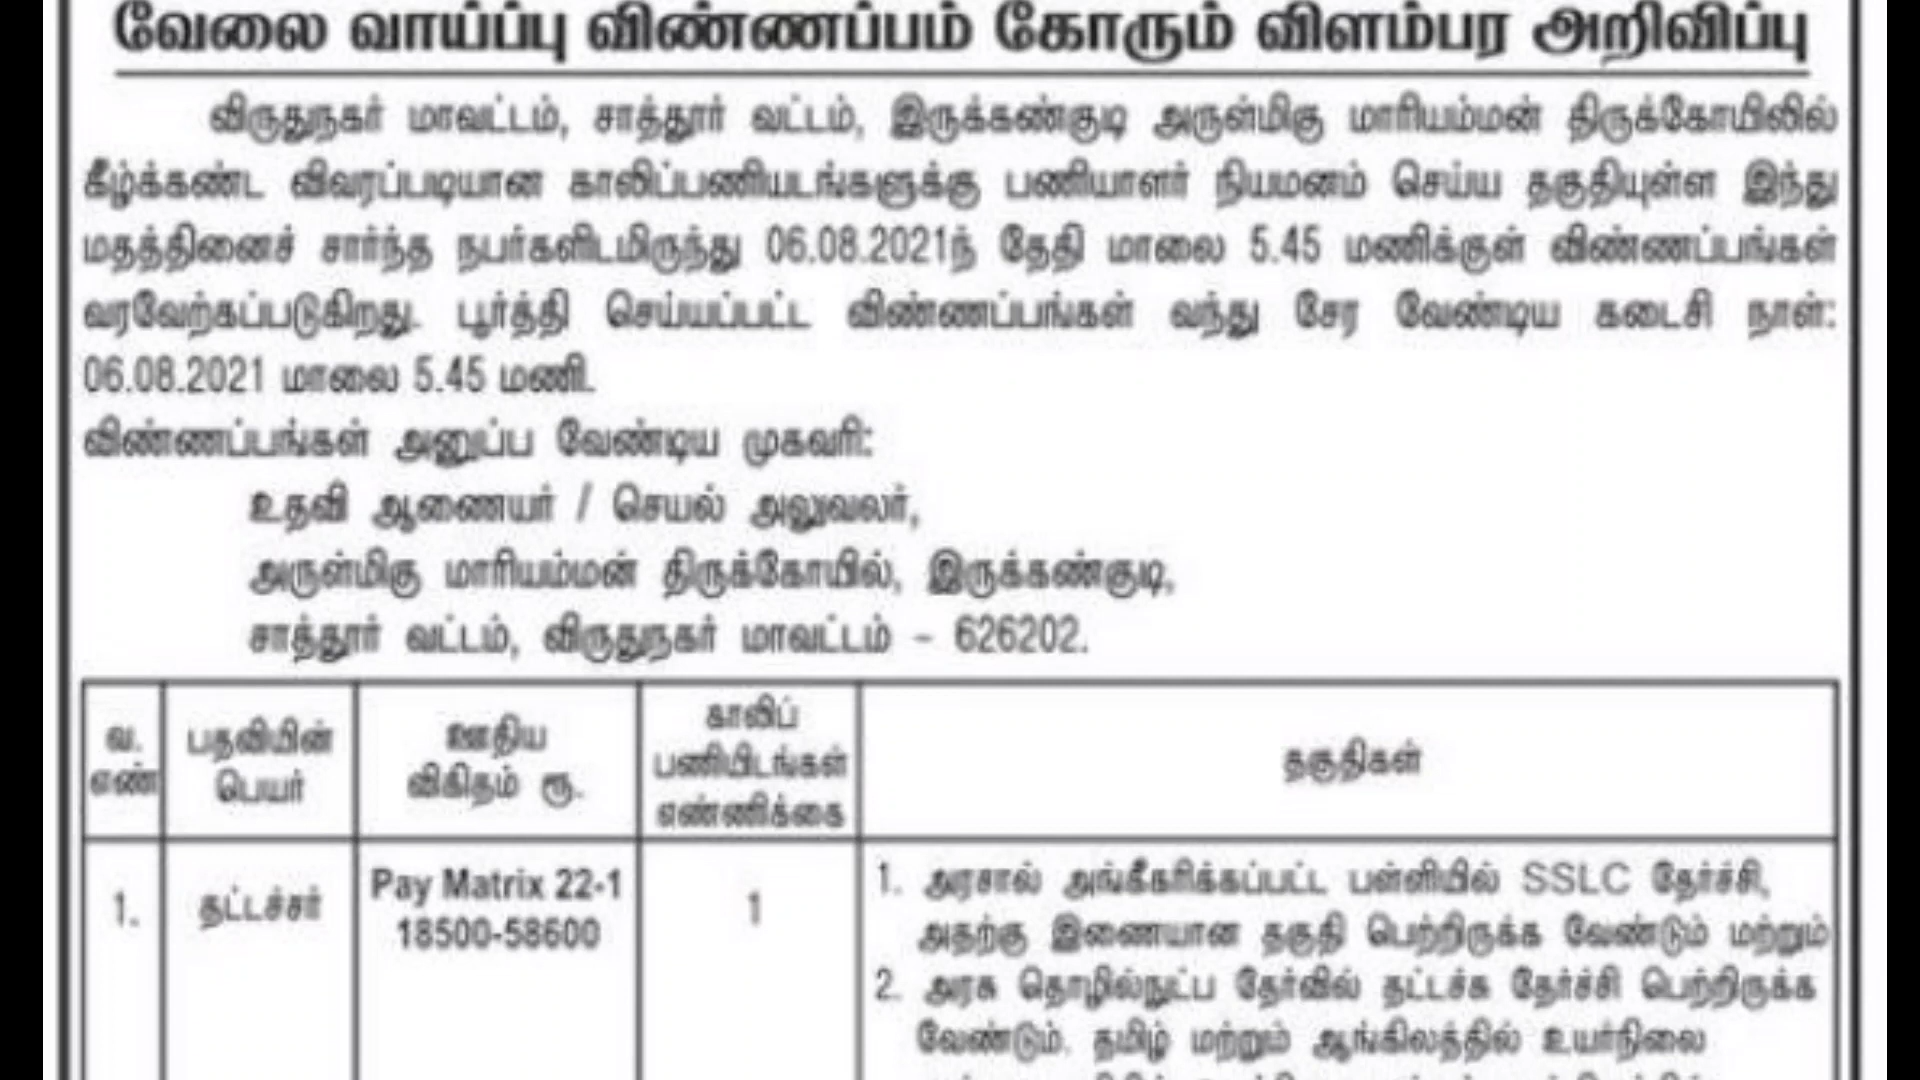 வேலை வாய்ப்பு விண்ணப்பம் கோரும் விளம்பர அறிவிப்பு
விருதுநகர் மாவட்டம், சாத்தூர் வட்டம், இருக்கண்குடி அருள்மிகு மாரியம்மன் திருக்கோயிலில்
கீழ்க்கண்ட விவரப்படியான காலிப்பணியடங்களுக்கு பணியாளர் நியமனம் செய்ய தகுதியுள்ள இந்து
மதத்தினைச் சார்ந்த நபர்களிடமிருந்து 06.08.2021ந் தேதி மாலை 5.45 மணிக்குள் விண்ணப்பங்கள்
வரவேற்கப்படுகிறது. பூர்த்தி செய்யப்பட்ட விண்ணப்பங்கள் வந்து சேர வேண்டிய கடைசி நாள்:
06.08.2021 மாலை 5.45 மணி.
விண்ணப்பங்கள் அனுப்ப வேண்டிய முகவரி:
உதவி ஆணையர் / செயல் அலுவலர்,
அருள்மிகு மாரியம்மன் திருக்கோயில், இருக்கண்குடி,
சாத்தூர் வட்டம், விருதுநகர் மாவட்டம் - 626202.
வ. எண்
பதவியின் பெயர்
ஊதிய விகிதம் ரூ.
காலிப் பணியிடங்கள் எண்ணிக்கை
தகுதிகள்
1.
தட்டச்சர்
Pay Matrix 22-1
18500-58600
1
1. அரசால் அங்கீகரிக்கப்பட்ட பள்ளியில் SSLC தேர்ச்சி,
அதற்கு இணையான தகுதி பெற்றிருக்க வேண்டும் மற்றும்
2. அரசு தொழில்நுட்ப தேர்வில் தட்டச்சு தேர்ச்சி பெற்றிருக்க
வேண்டும். தமிழ் மற்றும் ஆங்கிலத்தில் உயர்நிலை